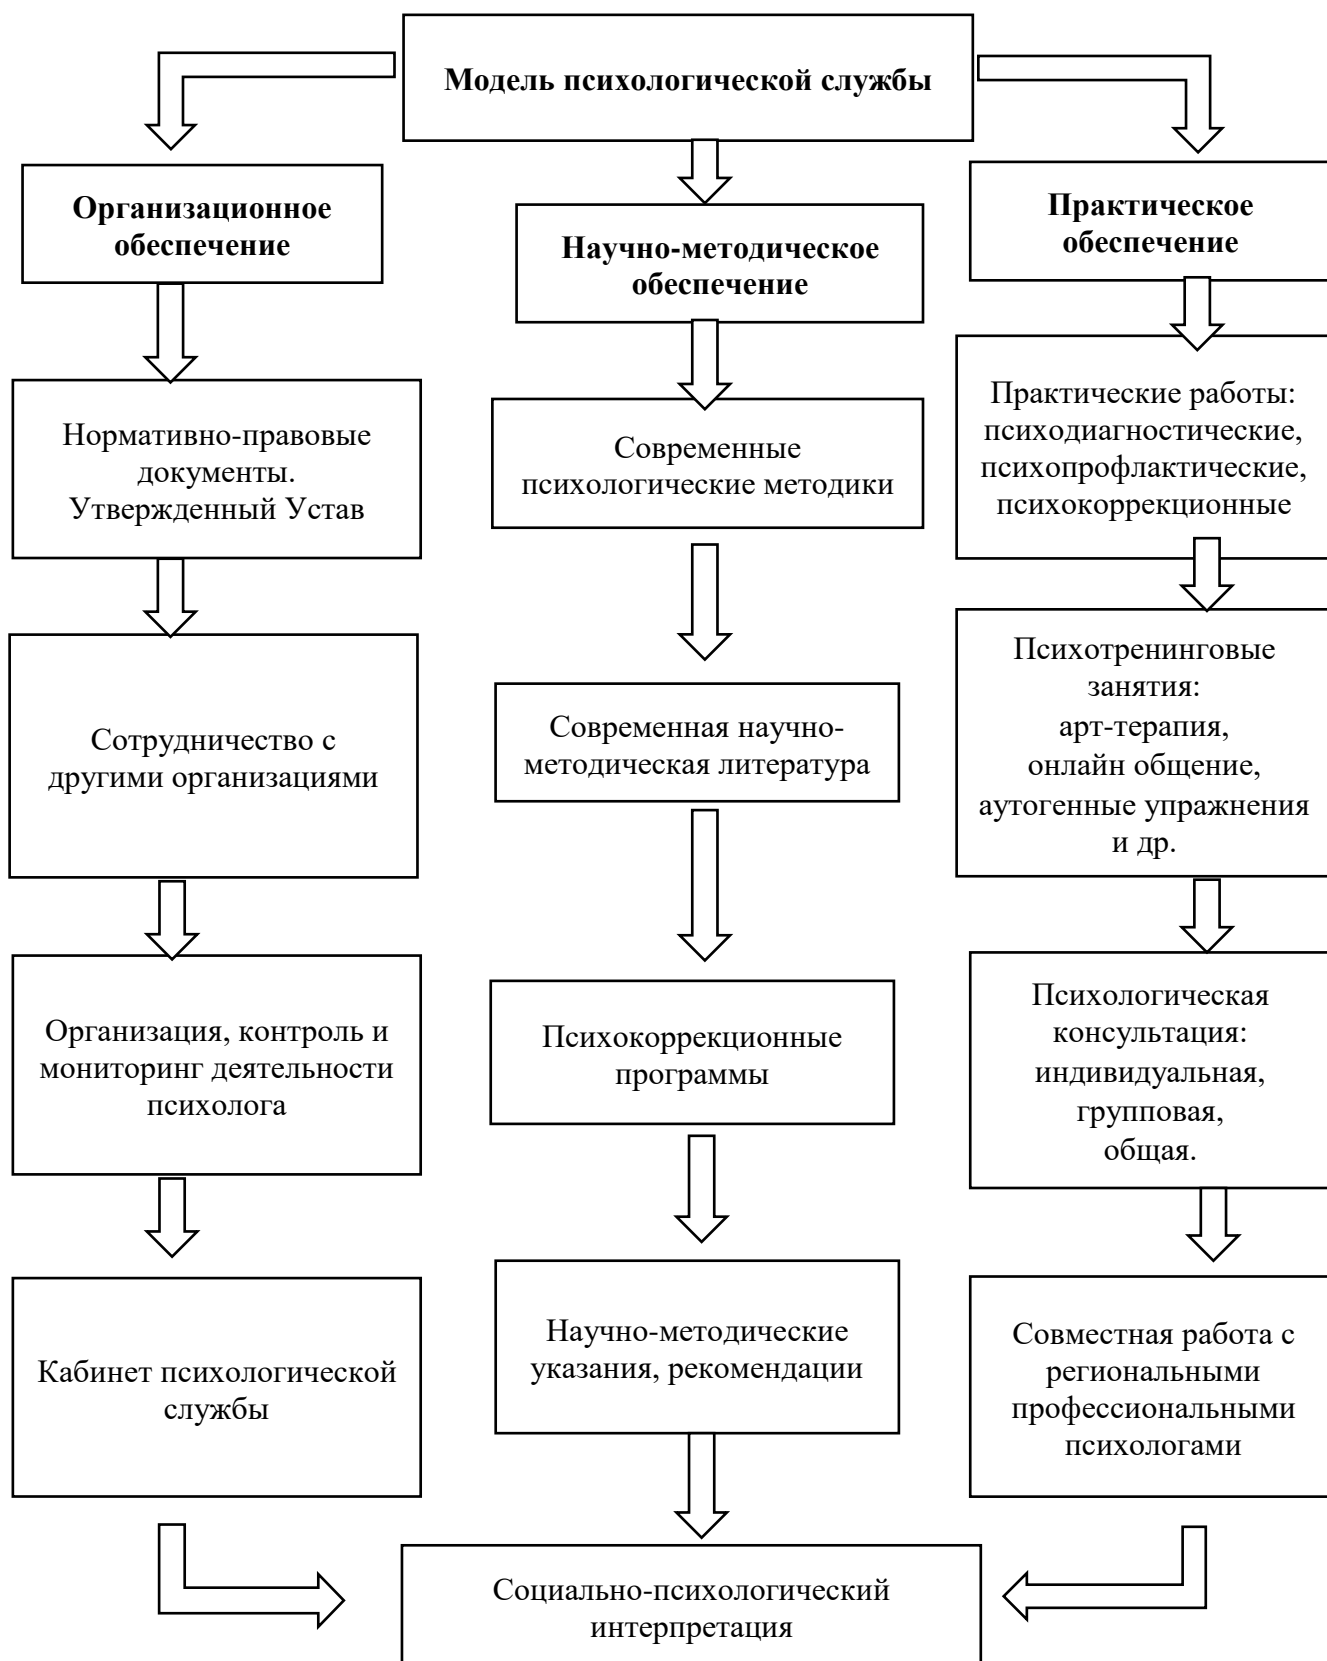 Модель психологической службы
Организационное
обеспечение
Научно-методическое
обеспечение
Практическое
обеспечение
Нормативно-правовые
документы.
Утвержденный Устав
Современные
психологические методики
Практические работы:
психодиагностические,
психопрофлактические,
психокоррекционные
Сотрудничество с
другими организациями
Современная научно-
методическая литература
Психотренинговые
занятия:
арт-терапия,
онлайн общение,
аутогенные упражнения
и др.
Организация, контроль и
мониторинг деятельности
психолога
Психокоррекционные
программы
Психологическая
консультация:
индивидуальная,
групповая,
общая.
Кабинет психологической
службы
Научно-методические
указания, рекомендации
Совместная работа с
региональными
профессиональными
психологами
Социально-психологический
интерпретация